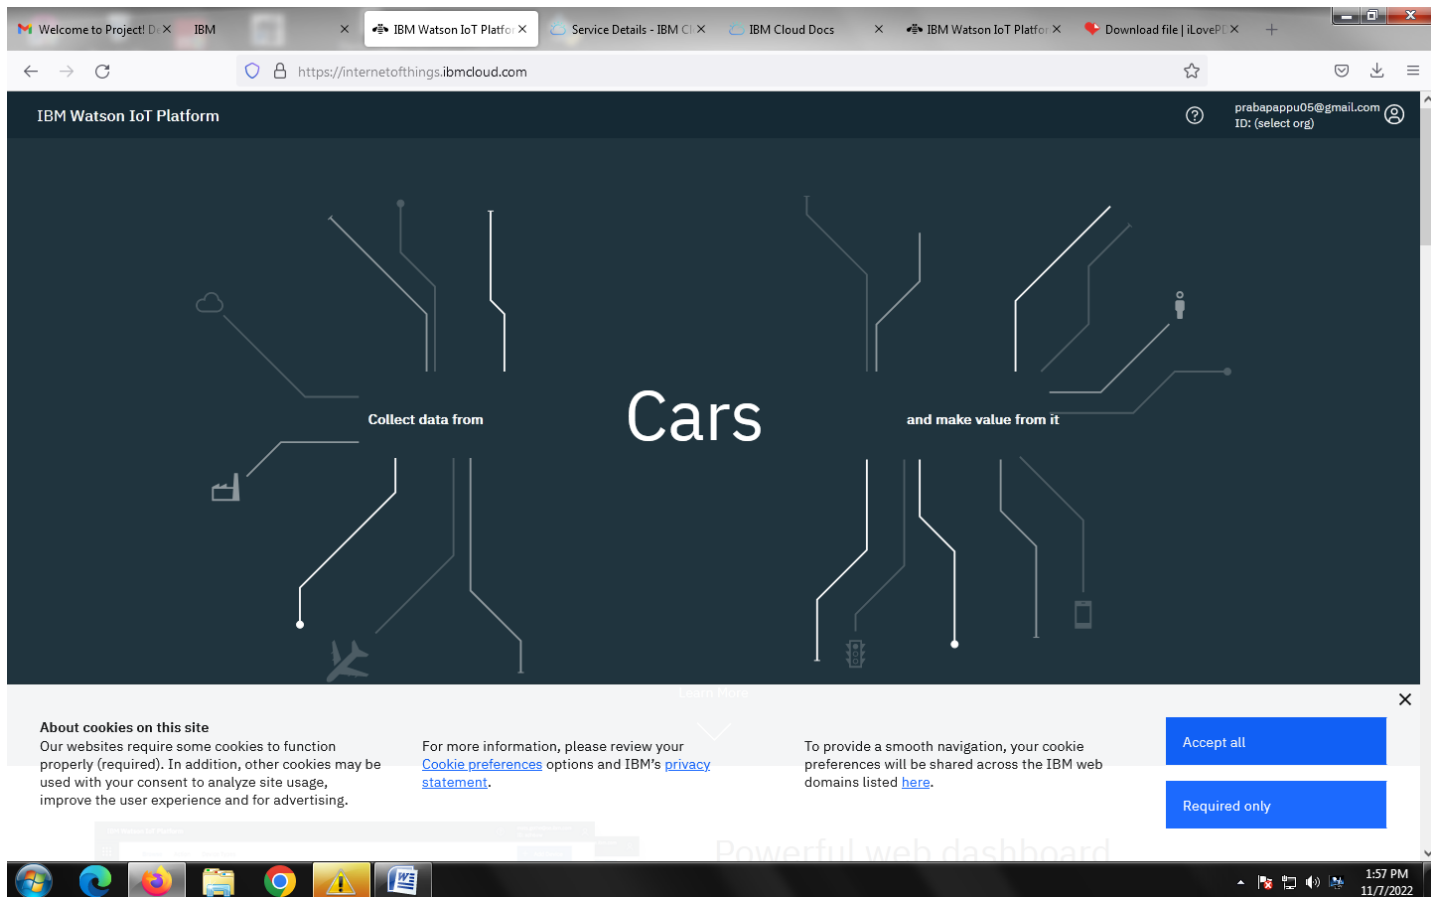 Welcome to Project! D
IBM
IBM Watson IoT Platfor
Service Details - IBM Cl
IBM Cloud Docs
IBM Watson IoT Platfor
Download file | iLovePD
https://internetofthings.ibmcloud.com
IBM Watson IoT Platform
prabapappu05@gmail.com
ID: (select org)
Collect data from
Cars
and make value from it
Learn More
About cookies on this site
Our websites require some cookies to function
properly (required). In addition, other cookies may be
used with your consent to analyze site usage,
improve the user experience and for advertising.
For more information, please review your
Cookie preferences options and IBM's privacy
statement.
To provide a smooth navigation, your cookie
preferences will be shared across the IBM web
domains listed here.
Accept all
Required only
Powerful web dashboard
1:57 PM
11/7/2022